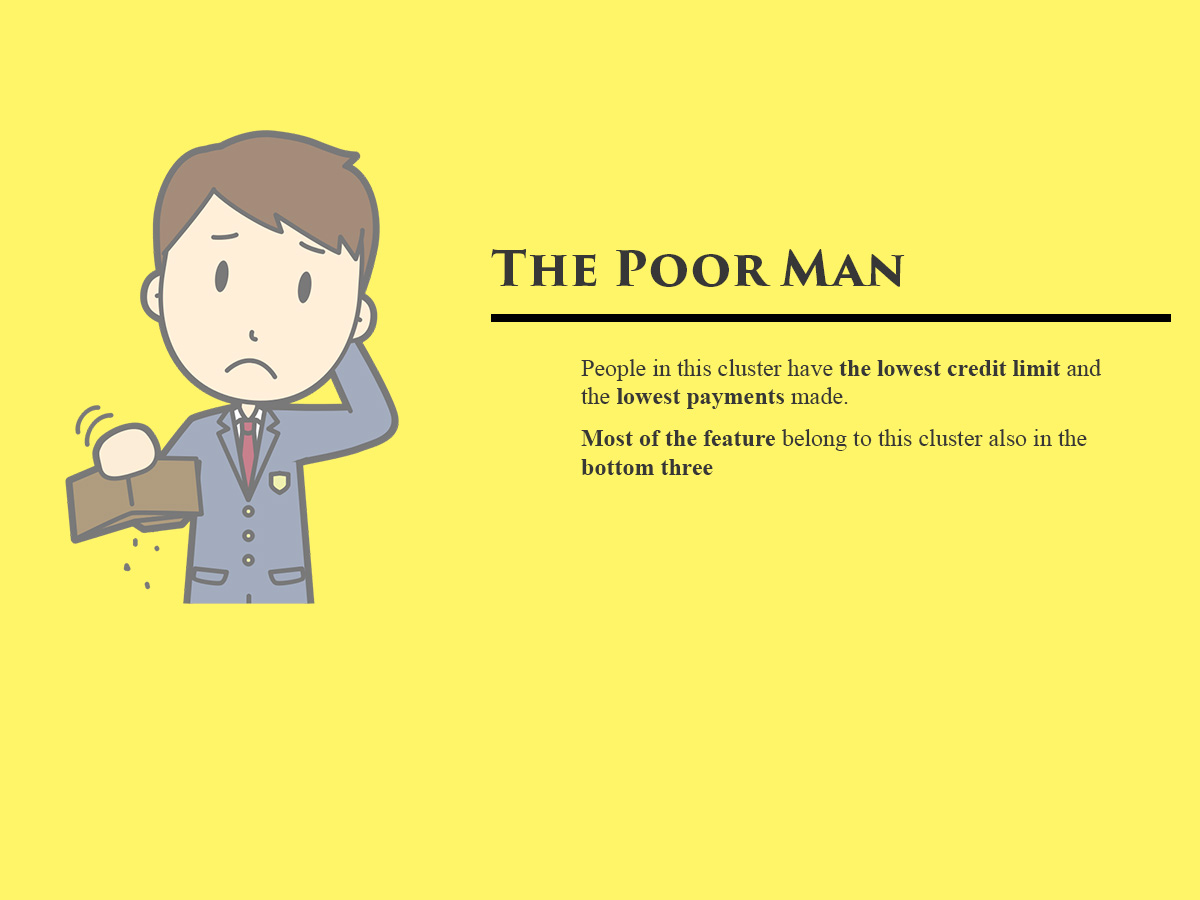 The Poor Man
People in this cluster have the lowest credit limit and
the lowest payments made.
Most of the feature belong to this cluster also in the
bottom three